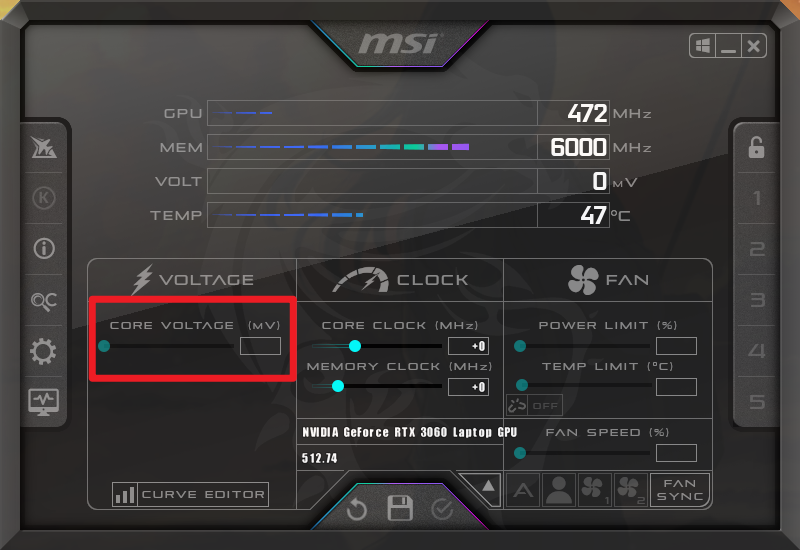 msi
GPU 472 MHz
MEM 6000 MHz
VOLT 0 mV
TEMP 47 °C
K
1
2
3
4
5
VOLTAGE
CORE VOLTAGE (MV)
CURVE EDITOR
CLOCK
CORE CLOCK (MHz)
+0
MEMORY CLOCK (MHz)
+0
NVIDIA GeForce RTX 3060 Laptop GPU
512.74
FAN
POWER LIMIT (%)
TEMP LIMIT (°C)
OFF
FAN SPEED (%)
A 1 2
FAN
SYNC